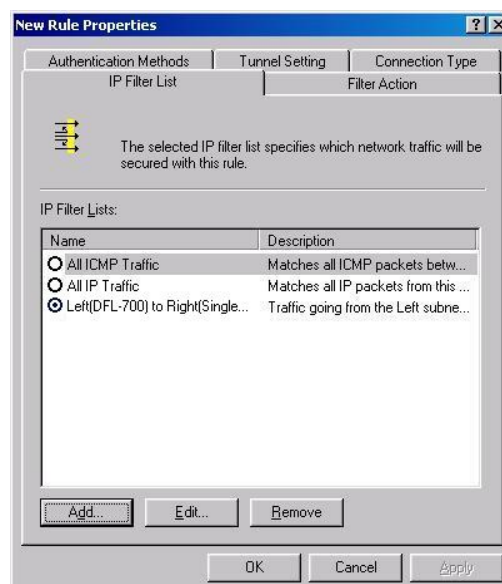 New Rule Properties
Authentication Methods Tunnel Setting Connection Type
IP Filter List Filter Action
The selected IP filter list specifies which network traffic will be
secured with this rule.
IP Filter Lists:
Name Description
All ICMP Traffic Matches all ICMP packets betw...
All IP Traffic Matches all IP packets from this ...
Left(DFL-700) to Right(Single... Traffic going from the Left subne...
Add... Edit... Remove
OK Cancel Apply